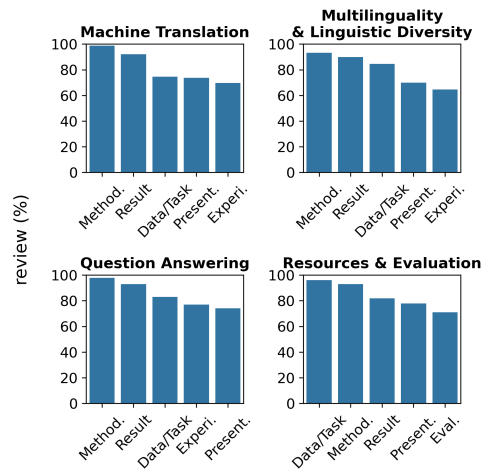 Machine Translation
100
80
60
40
20
0
Method.
Result
Data/Task
Present.
Experi.
Multilinguality
& Linguistic Diversity
100
80
60
40
20
0
Method.
Result
Data/Task
Present.
Experi.
review (%)
Question Answering
100
80
60
40
20
0
Method.
Result
Data/Task
Experi.
Present.
Resources & Evaluation
100
80
60
40
20
0
Data/Task
Method.
Result
Present.
Eval.